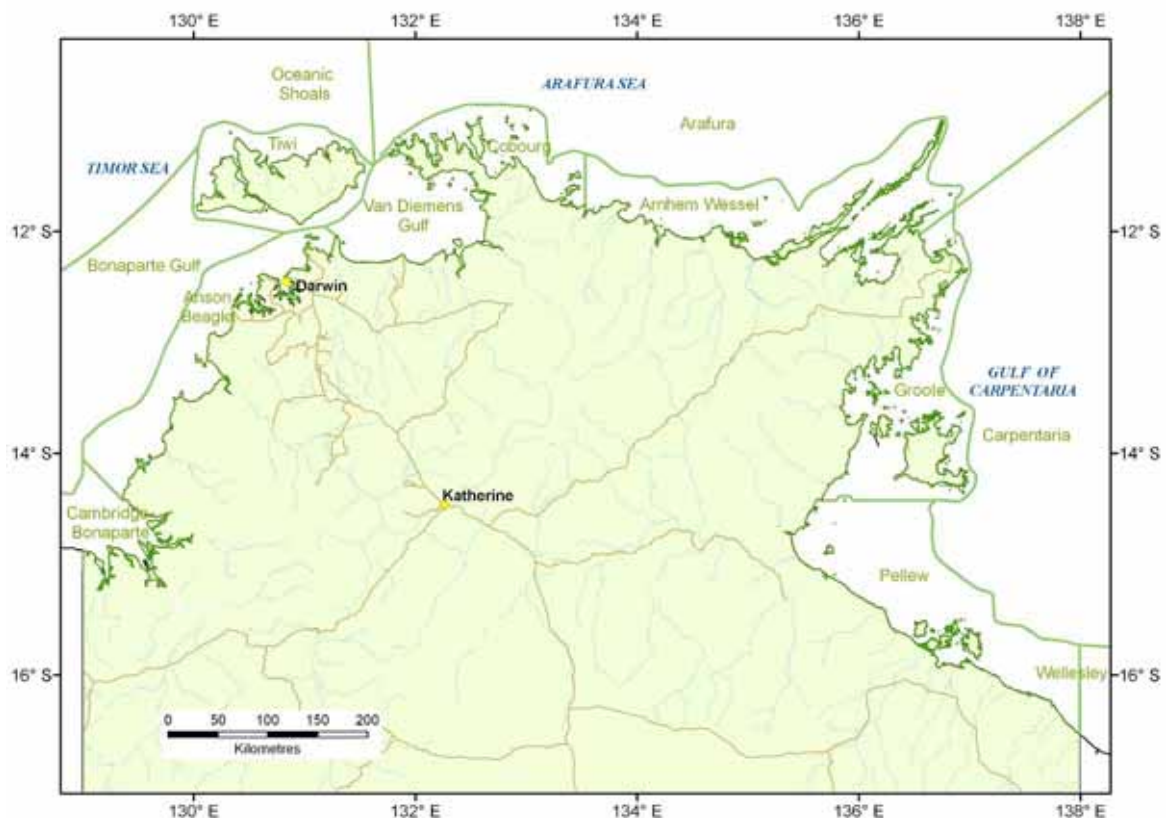 130° E
132° E
134° E
136° E
138° E
Oceanic
Shoals
ARAFURA SEA
Arafura
Tiwi
Cobourg
TIMOR SEA
Van Diemens
Gulf
Arnhem Wessel
12° S
12° S
Bonaparte Gulf
Darwin
Anson
Beagle
GULF OF
CARPENTARIA
Groote
Carpentaria
14° S
14° S
Katherine
Cambridge-
Bonaparte
Pellew
16° S
16° S
Wellesley
0 50 100 150 200
Kilometres
130° E
132° E
134° E
136° E
138° E